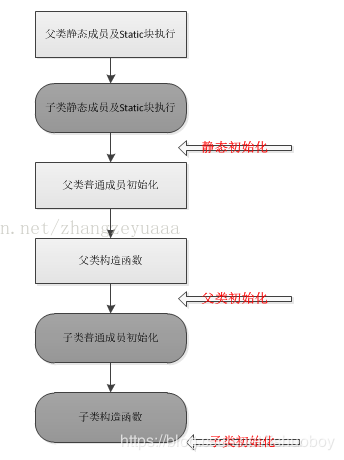 父类静态成员及Static块执行
子类静态成员及Static块执行
静态初始化
父类普通成员初始化
n.net/zhangzeyuaaa
父类构造函数
父类初始化
子类普通成员初始化
子类构造函数
子类初始化